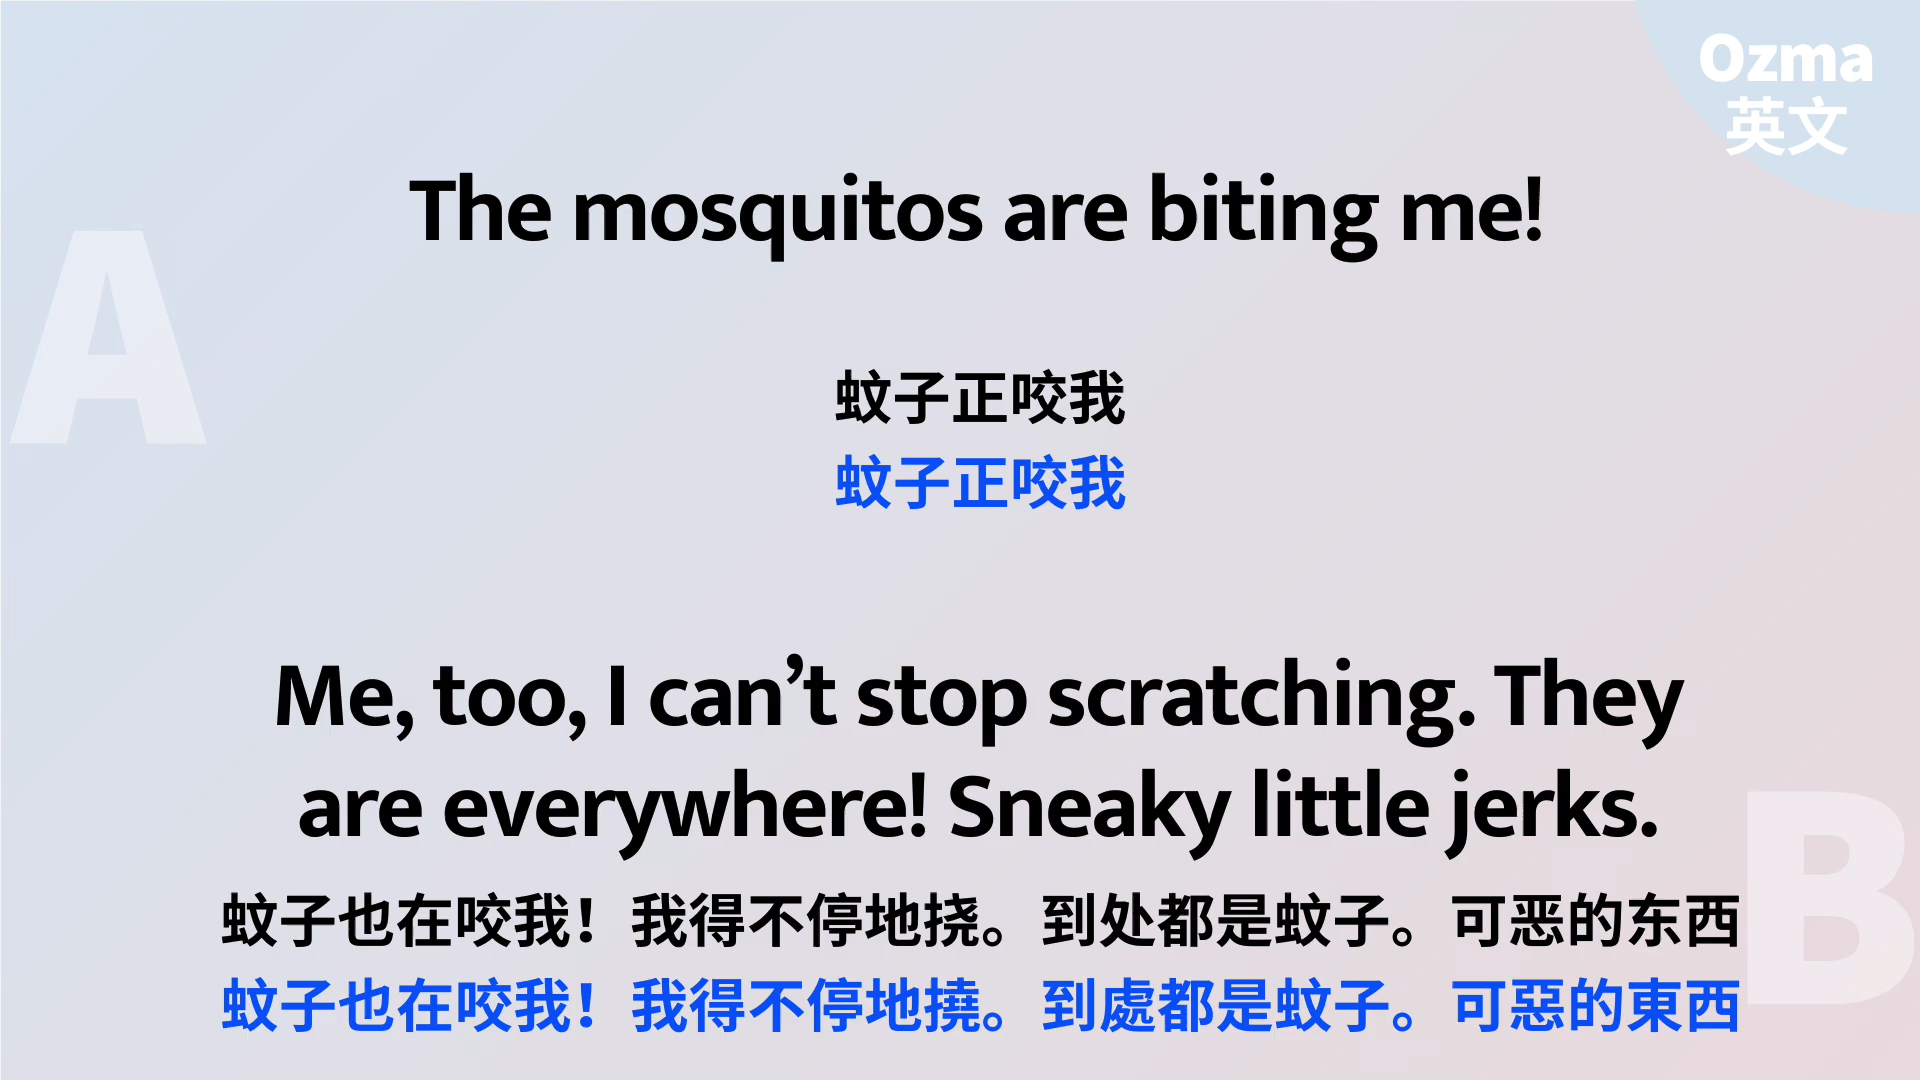 Ozma
英文
A
The mosquitos are biting me!
蚊子正咬我
蚊子正咬我
Me, too, I can’t stop scratching. They
are everywhere! Sneaky little jerks.
B
蚊子也在咬我！我得不停地挠。到处都是蚊子。可恶的东西
蚊子也在咬我！我得不停地撓。到處都是蚊子。可惡的東西